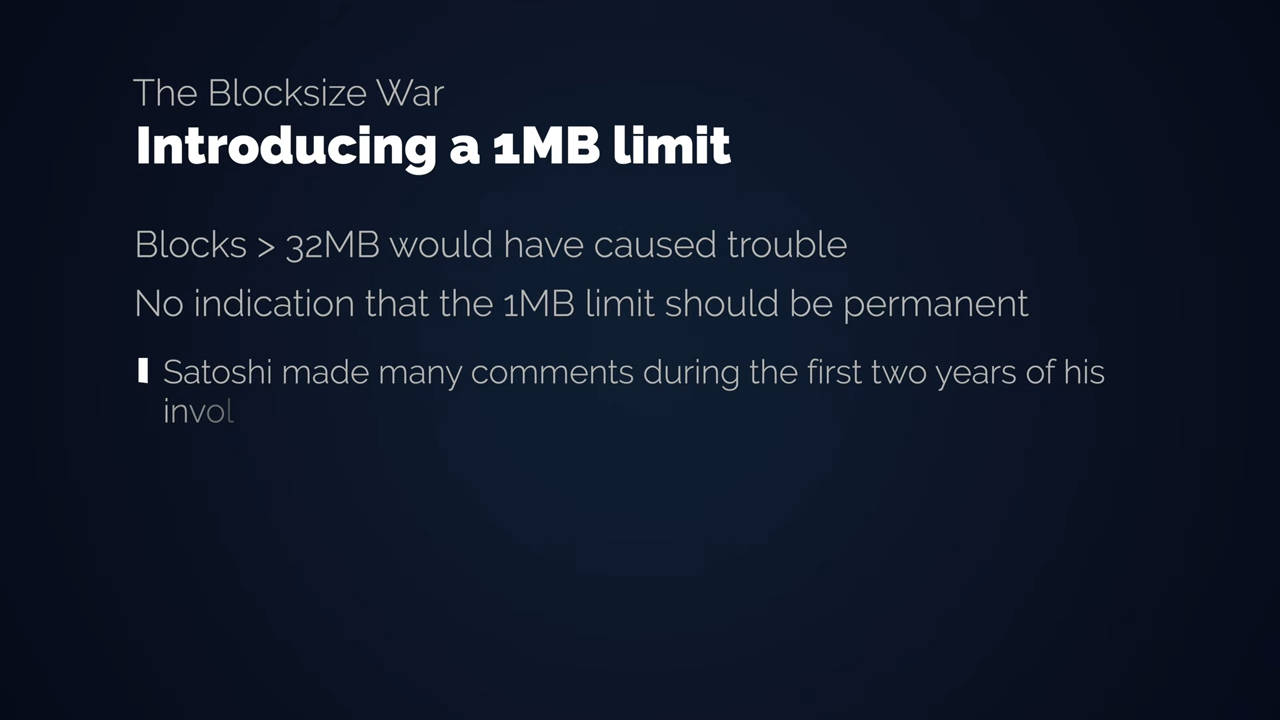 The Blocksize War
Introducing a 1MB limit
Blocks > 32MB would have caused trouble
No indication that the 1MB limit should be permanent
Satoshi made many comments during the first two years of his
invol